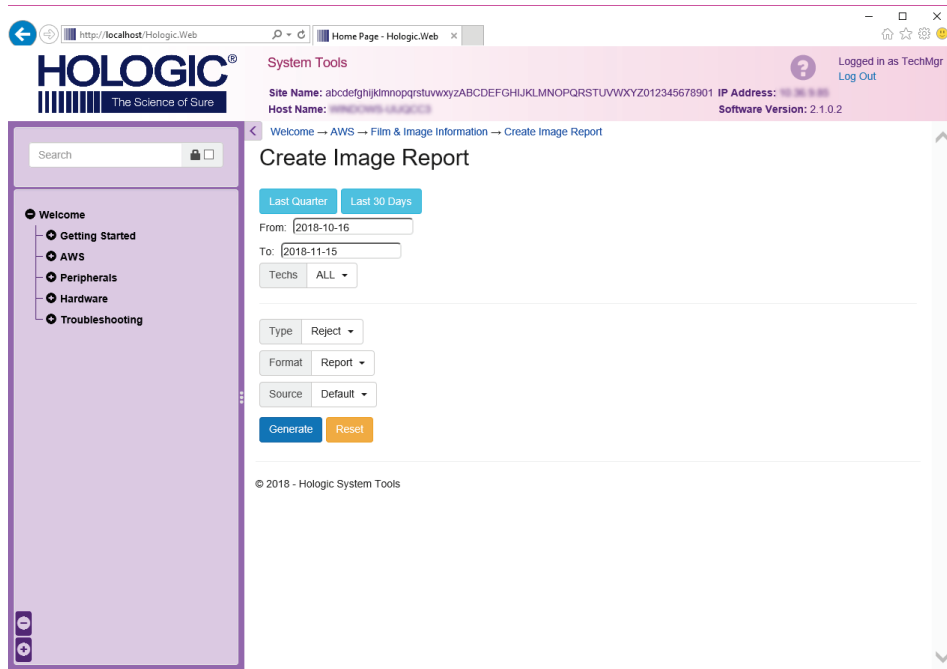 http://localhost/Hologic.Web
Home Page - Hologic.Web
HOLOGIC®
The Science of Sure
System Tools
Logged in as TechMgr
Log Out
Site Name: abcdefghijklmnopqrstuvwxyzABCDEFGHIJKLMNOPQRSTUVWXYZ012345678901 IP Address:
Host Name:
Software Version: 2.1.0.2
Search
Welcome
Getting Started
AWS
Peripherals
Hardware
Troubleshooting
Welcome → AWS → Film & Image Information → Create Image Report
Create Image Report
Last Quarter Last 30 Days
From: 2018-10-16
To: 2018-11-15
Techs ALL
Type Reject
Format Report
Source Default
Generate Reset
© 2018 - Hologic System Tools